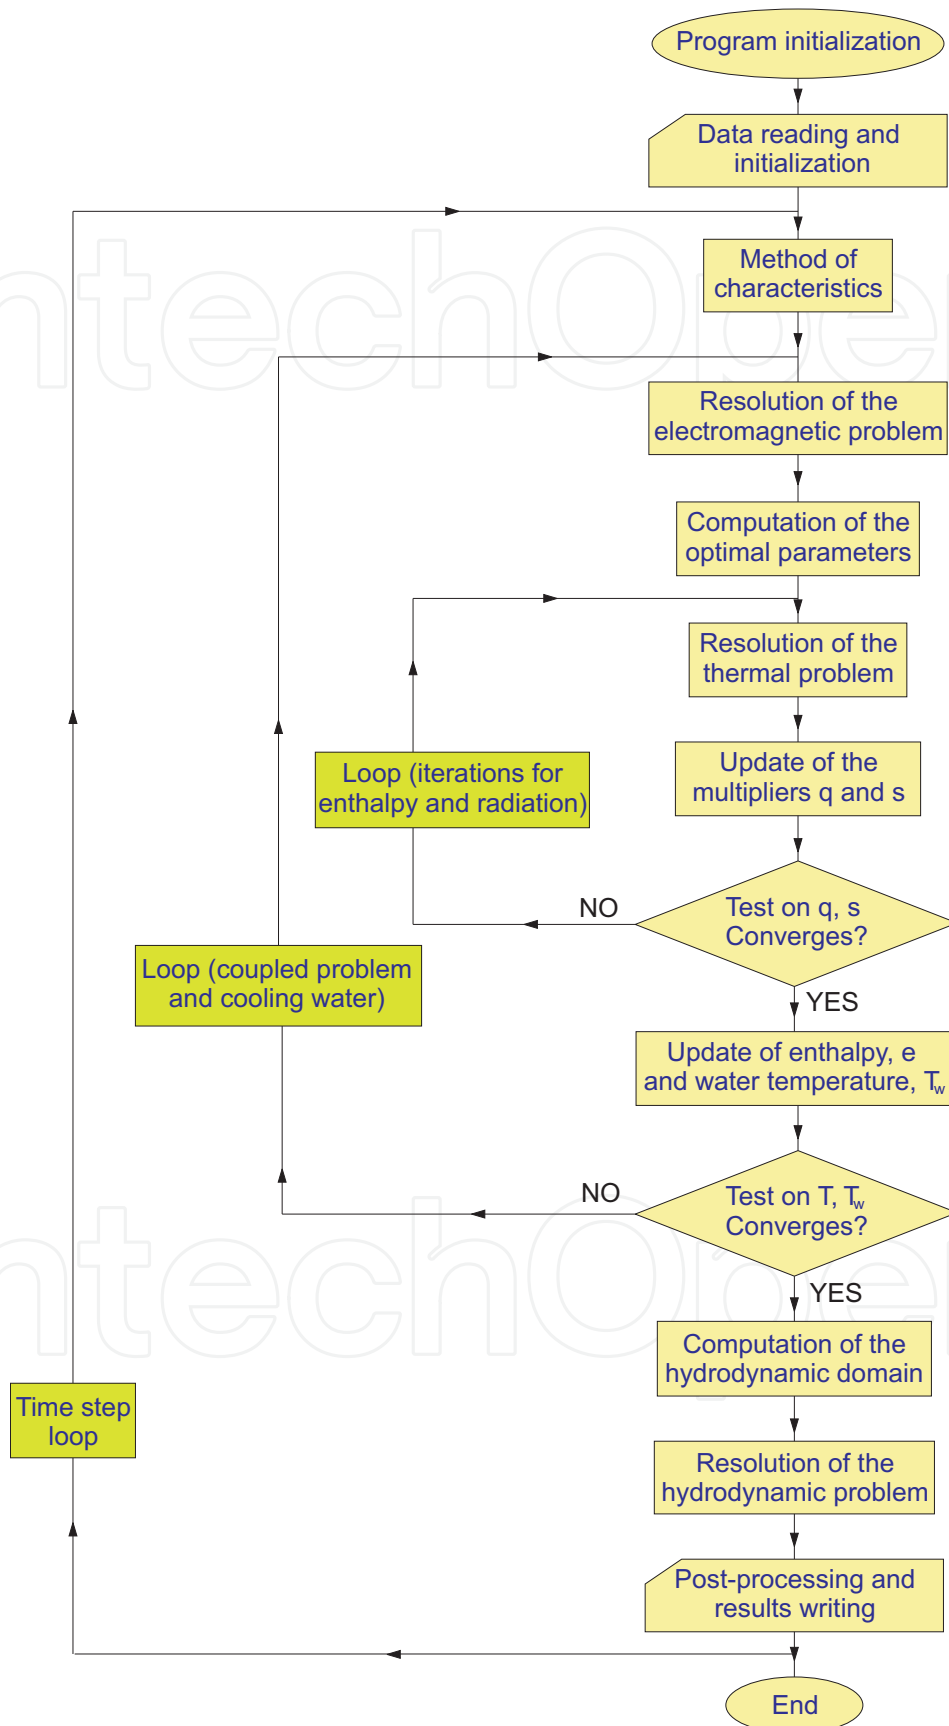 Program initialization
Data reading and
initialization
Method of
characteristics
Resolution of the
electromagnetic problem
Computation of the
optimal parameters
Resolution of the
thermal problem
Loop (iterations for
enthalpy and radiation)
Update of the
multipliers q and s
NO
Test on q, s
Converges?
Loop (coupled problem
and cooling water)
YES
Update of enthalpy, e
and water temperature, Tw
NO
Test on T, Tw
Converges?
YES
Computation of the
hydrodynamic domain
Time step
loop
Resolution of the
hydrodynamic problem
Post-processing and
results writing
End